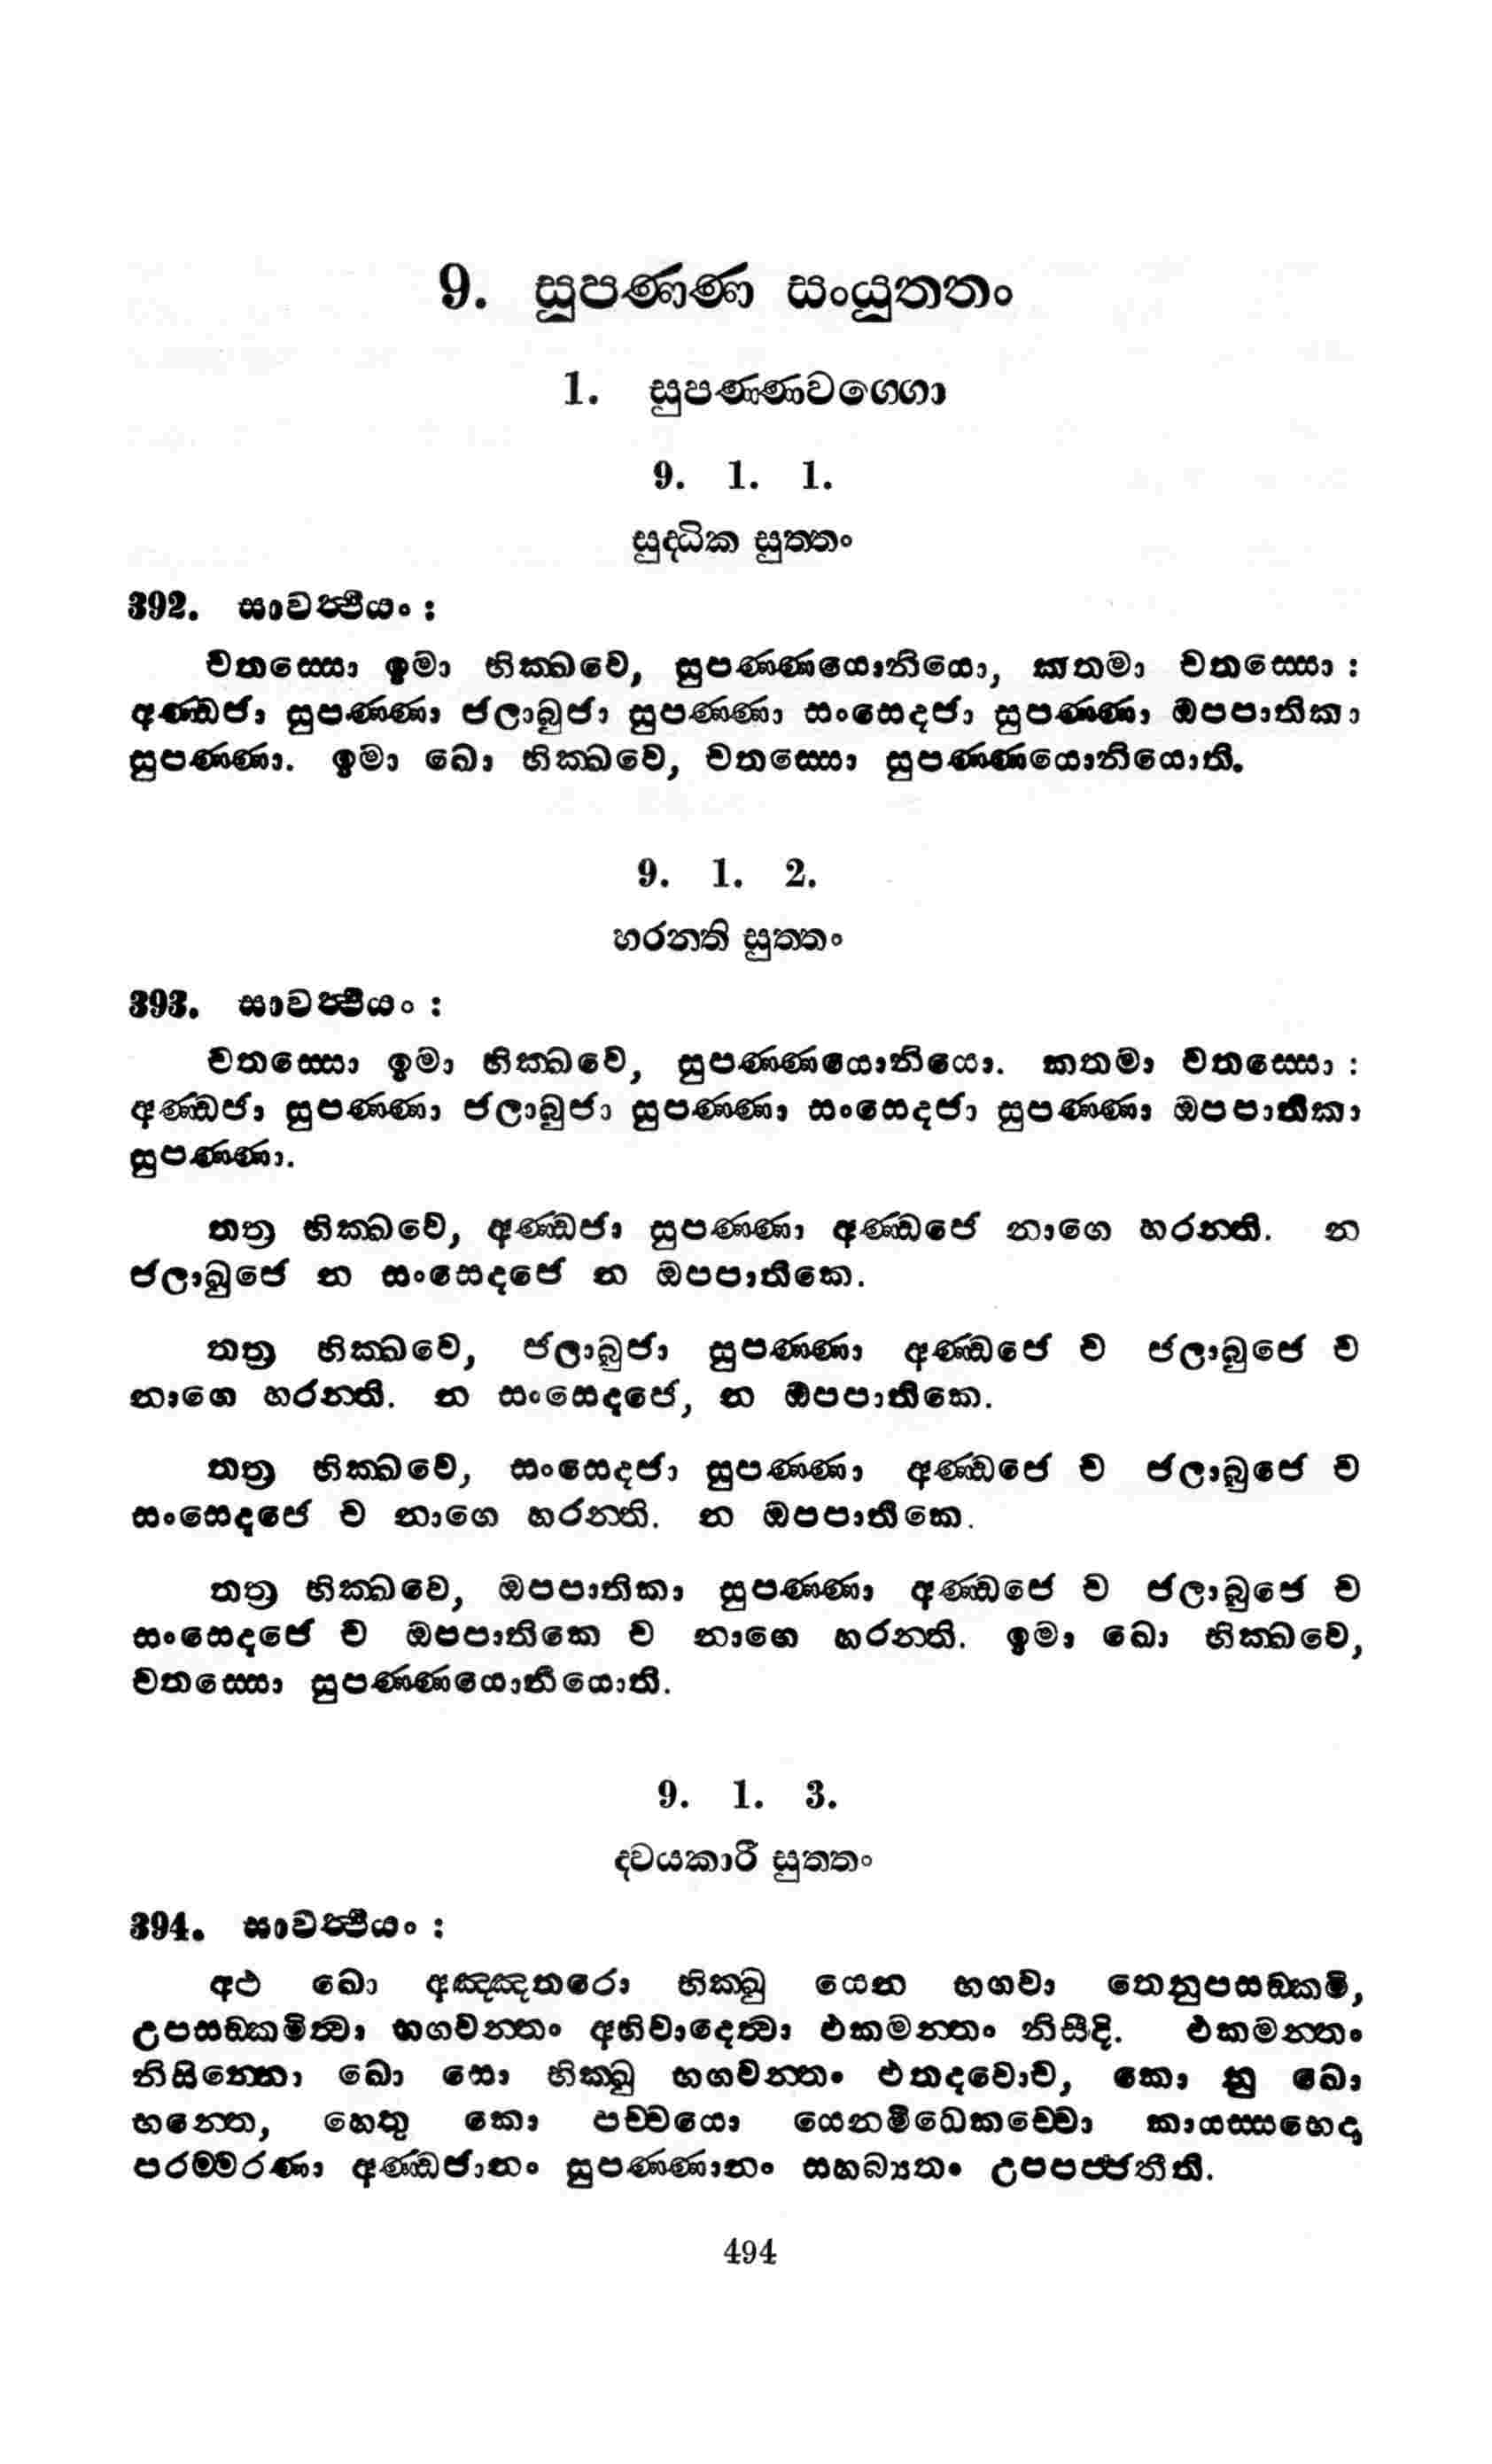 9. සුපණ්ණ සංයුත්තං
1. සුපණ්ණවග්ගො
9. 1. 1.
සුද්ධික සුත්තං
392. සාවත්ථියං :
චතස්සො ඉමා භික්ඛවෙ, සුපණ්ණයොනියො, කතමා චතස්සො :
අණ්ඩජා සුපණ්ණා ජලාබුජා සුපණ්ණා සංසෙදජා සුපණ්ණා ඔපපාතිකා
සුපණ්ණා. ඉමා ඛො භික්ඛවෙ, චතස්සො සුපණ්ණයොනියොති.
9. 1. 2.
හරන්ති සුත්තං
393. සාවත්ථියං :
චතස්සො ඉමා භික්ඛවෙ, සුපණ්ණයොනියො. කතමා චතස්සො :
අණ්ඩජා සුපණ්ණා ජලාබුජා සුපණ්ණා සංසෙදජා සුපණ්ණා ඔපපාතිකා
සුපණ්ණා.
තත්‍ර භික්ඛවෙ, අණ්ඩජා සුපණ්ණා අණ්ඩජෙ නාගෙ හරන්ති. න
ජලාබුජෙ න සංසෙදජෙ න ඔපපාතිකෙ.
තත්‍ර භික්ඛවෙ, ජලාබුජා සුපණ්ණා අණ්ඩජෙ ච ජලාබුජෙ ච
නාගෙ හරන්ති. න සංසෙදජෙ, න ඔපපාතිකෙ.
තත්‍ර භික්ඛවෙ, සංසෙදජා සුපණ්ණා අණ්ඩජෙ ච ජලාබුජෙ ච
සංසෙදජෙ ච නාගෙ හරන්ති. න ඔපපාතිකෙ.
තත්‍ර භික්ඛවෙ, ඔපපාතිකා සුපණ්ණා අණ්ඩජෙ ච ජලාබුජෙ ච
සංසෙදජෙ ච ඔපපාතිකෙ ච නාගෙ හරන්ති. ඉමා ඛො භික්ඛවෙ,
චතස්සො සුපණ්ණයොනියොති.
9. 1. 3.
ද්වයකාරී සුත්තං
394. සාවත්ථියං :
අථ ඛො අඤ්ඤතරො භික්ඛු යෙන භගවා තෙනුපසඞ්කමි,
උපසඞ්කමිත්වා භගවන්තං අභිවාදෙත්වා එකමන්තං නිසීදි. එකමන්තං
නිසින්නො ඛො සො භික්ඛු භගවන්තං එතදවොච, කො නු ඛො
භන්තෙ, හෙතු කො පච්චයො යෙනමිධෙකච්චො කායස්සභෙදා
පරම්මරණා අණ්ඩජානං සුපණ්ණානං සහබ්‍යතං උපපජ්ජතීති.
494